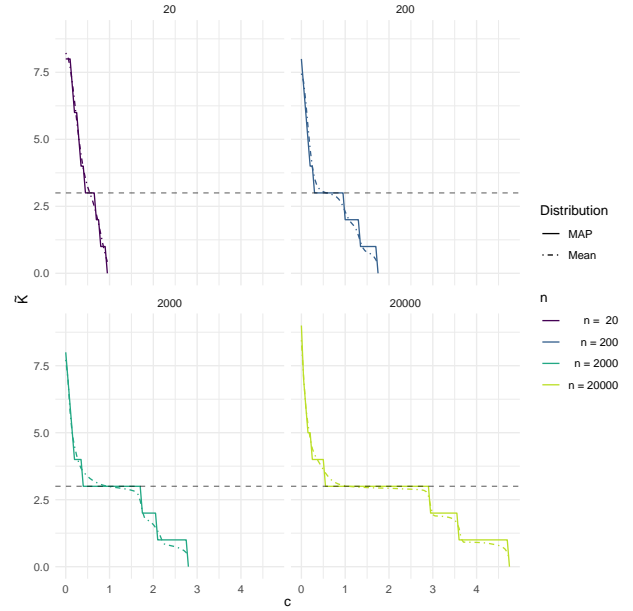 20
200
7.5
5.0
2.5
0.0
Distribution
MAP
Mean
K̃
2000
20000
n
n = 20
n = 200
n = 2000
n = 20000
7.5
5.0
2.5
0.0
0 1 2 3 4
0 1 2 3 4
c